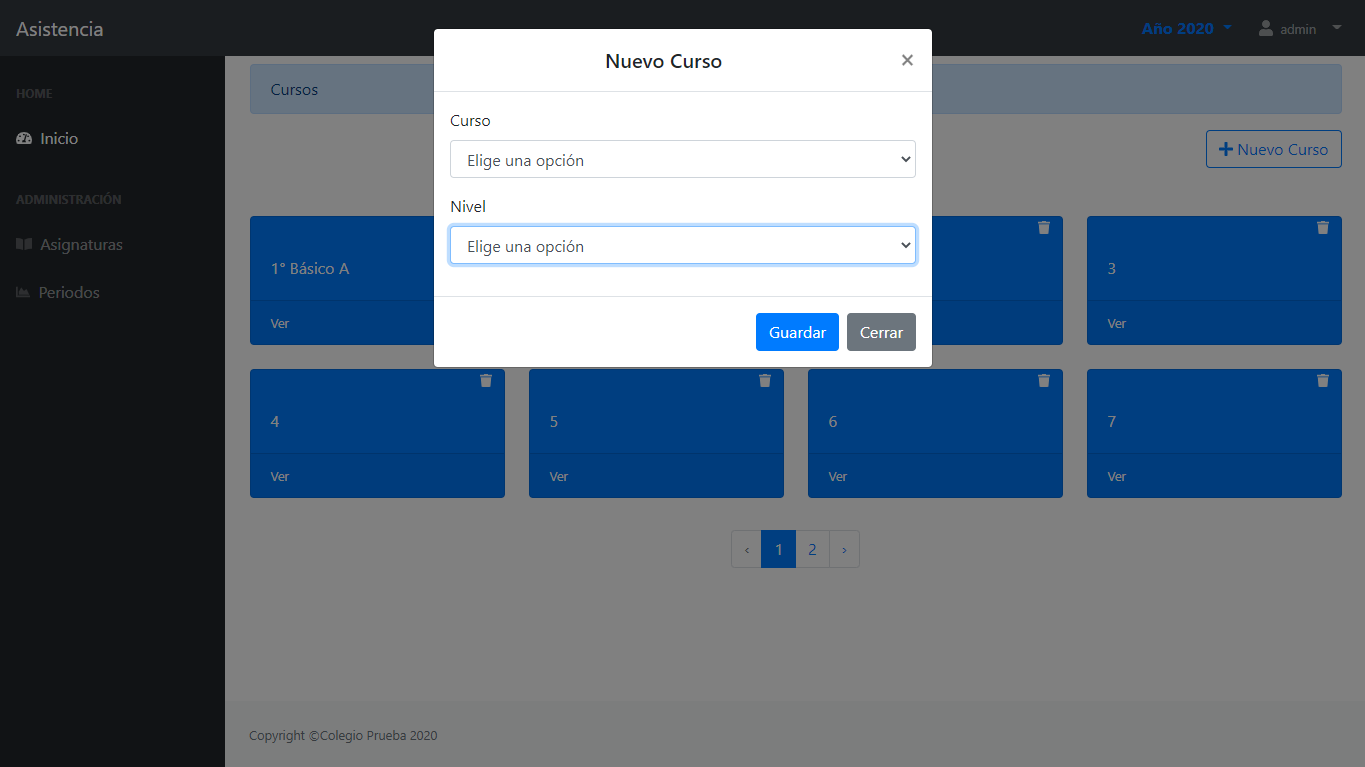 Asistencia
Año 2020
admin
HOME
Inicio
ADMINISTRACIÓN
Asignaturas
Periodos
Cursos
Nuevo Curso
Nuevo Curso
×
Curso
Elige una opción
Nivel
Elige una opción
Guardar Cerrar
1° Básico A
3
Ver
Ver
4
5
6
7
Ver
Ver
Ver
Ver
‹ 1 2 ›
Copyright ©Colegio Prueba 2020